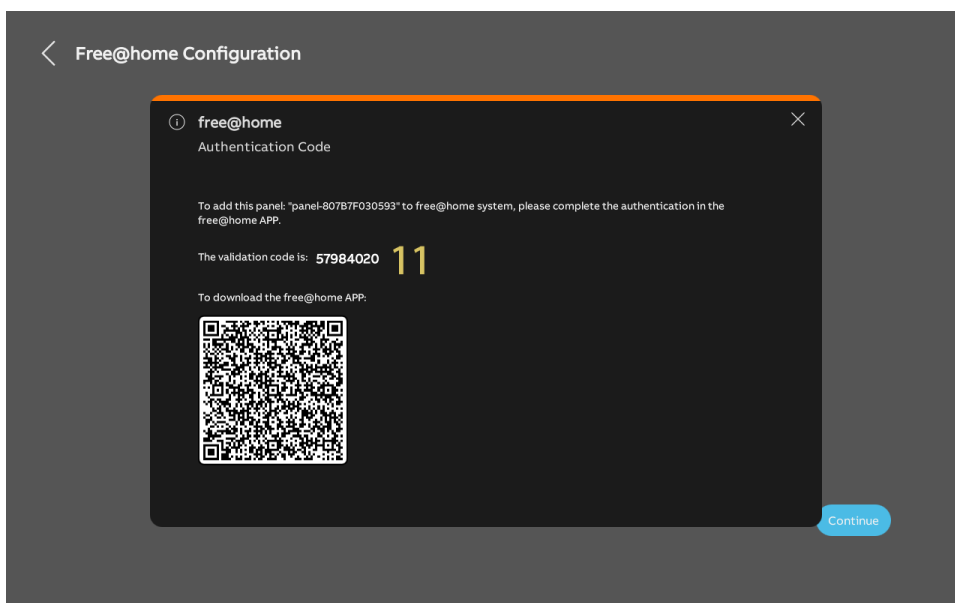 Free@home Configuration
free@home
Authentication Code
To add this panel: "panel-807B7F030593" to free@home system, please complete the authentication in the
free@home APP.
The validation code is: 57984020 11
To download the free@home APP:
Continue